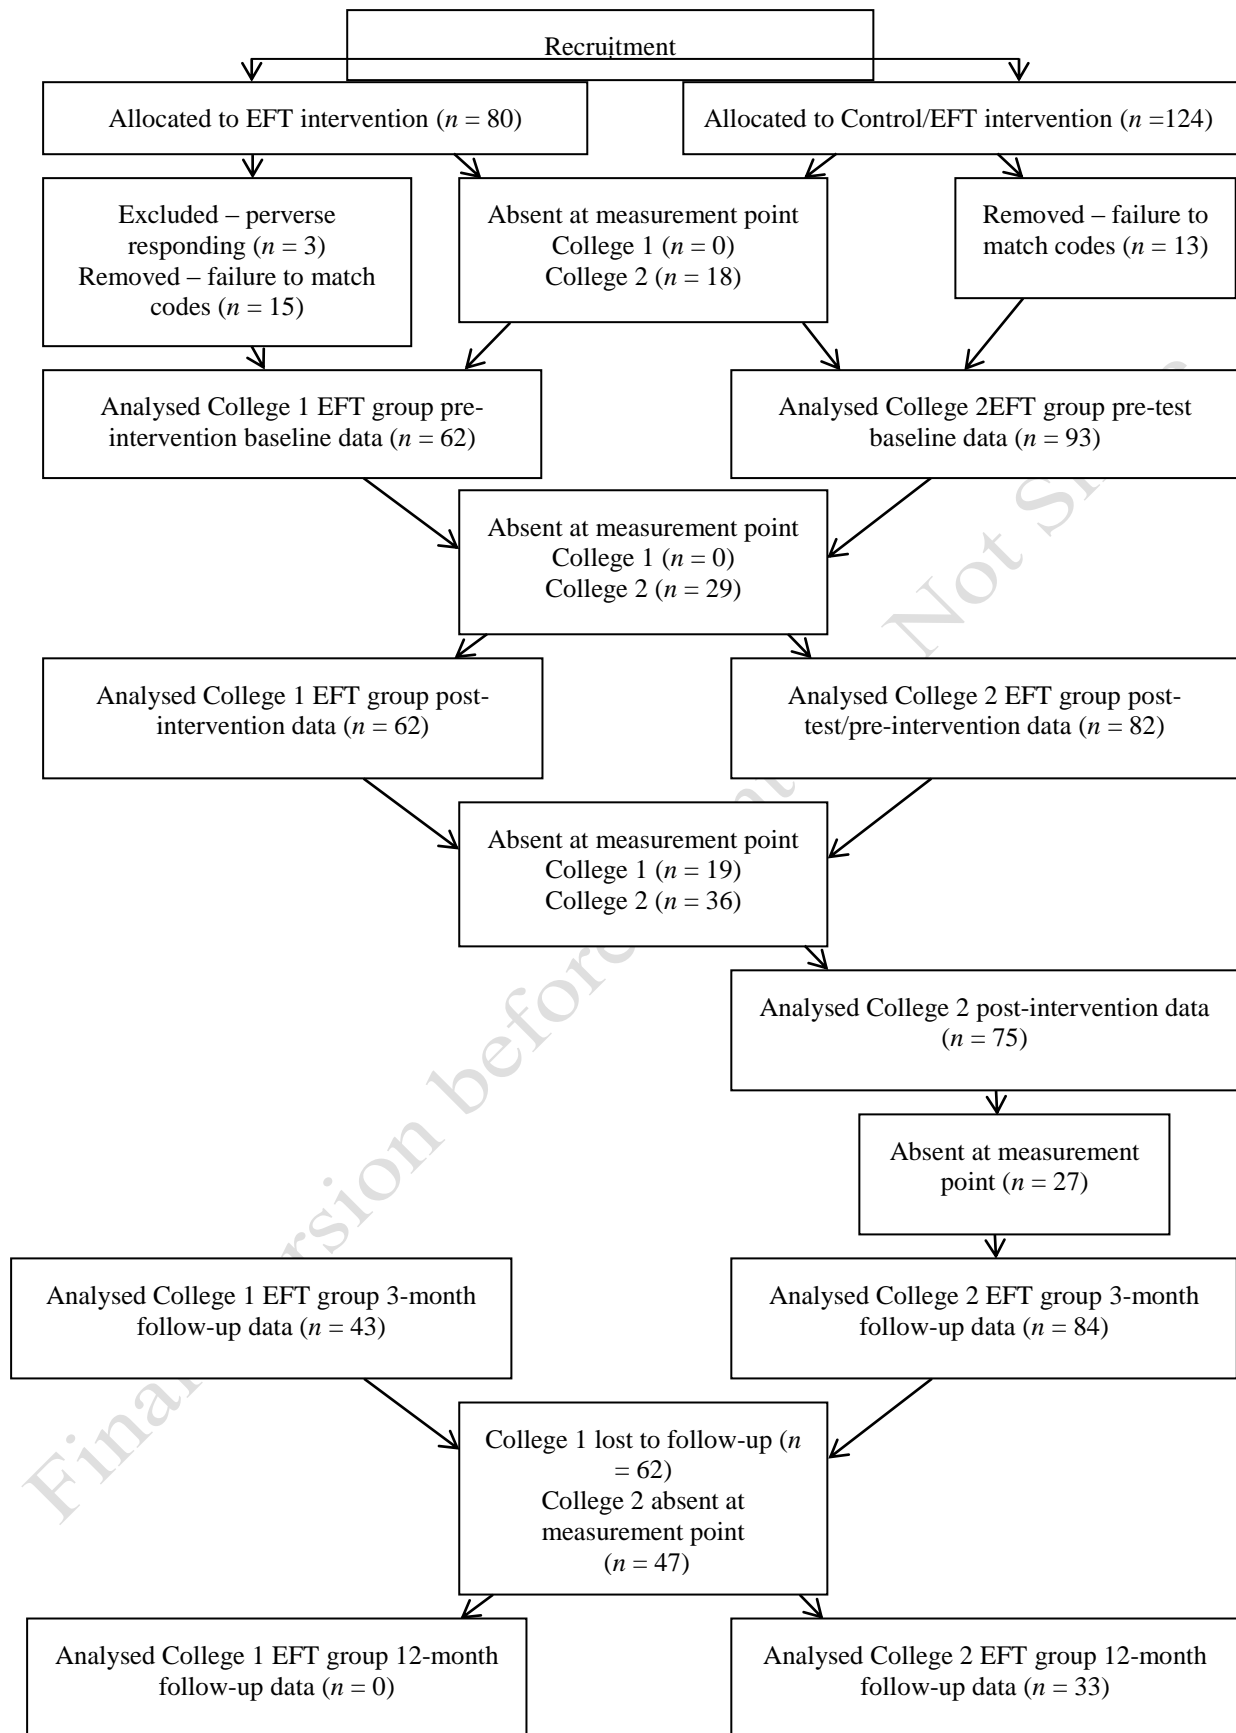 Recruitment
Allocated to EFT intervention (n = 80)
Allocated to Control/EFT intervention (n =124)
Excluded – perverse
responding (n = 3)
Removed – failure to match
codes (n = 15)
Absent at measurement point
College 1 (n = 0)
College 2 (n = 18)
Removed – failure to
match codes (n = 13)
Analysed College 1 EFT group pre-
intervention baseline data (n = 62)
Analysed College 2EFT group pre-test
baseline data (n = 93)
Absent at measurement point
College 1 (n = 0)
College 2 (n = 29)
Analysed College 1 EFT group post-
intervention data (n = 62)
Analysed College 2 EFT group post-
test/pre-intervention data (n = 82)
Absent at measurement point
College 1 (n = 19)
College 2 (n = 36)
Analysed College 2 post-intervention data
(n = 75)
Absent at measurement
point (n = 27)
Analysed College 1 EFT group 3-month
follow-up data (n = 43)
Analysed College 2 EFT group 3-month
follow-up data (n = 84)
College 1 lost to follow-up (n
= 62)
College 2 absent at
measurement point
(n = 47)
Analysed College 1 EFT group 12-month
follow-up data (n = 0)
Analysed College 2 EFT group 12-month
follow-up data (n = 33)
Not